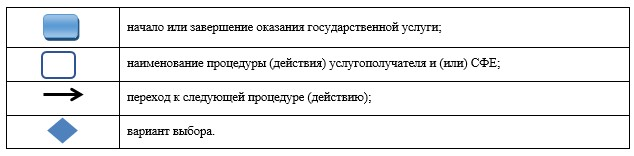 начало или завершение оказания государственной услуги;
наименование процедуры (действия) услугополучателя и (или) СФЕ;
переход к следующей процедуре (действию);
вариант выбора.